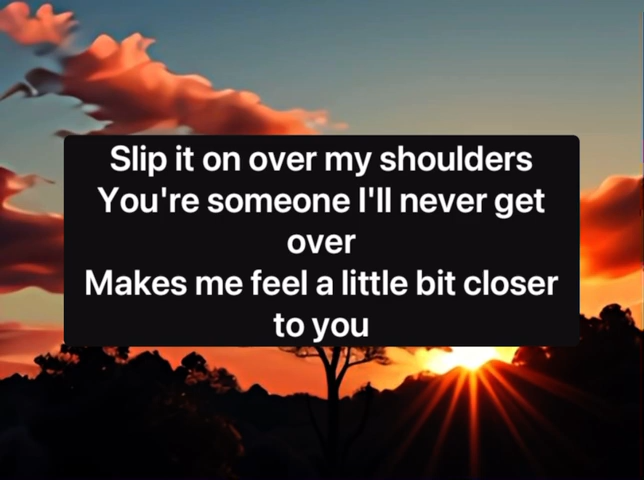 Slip it on over my shoulders
You're someone I'll never get
over
Makes me feel a little bit closer
to you